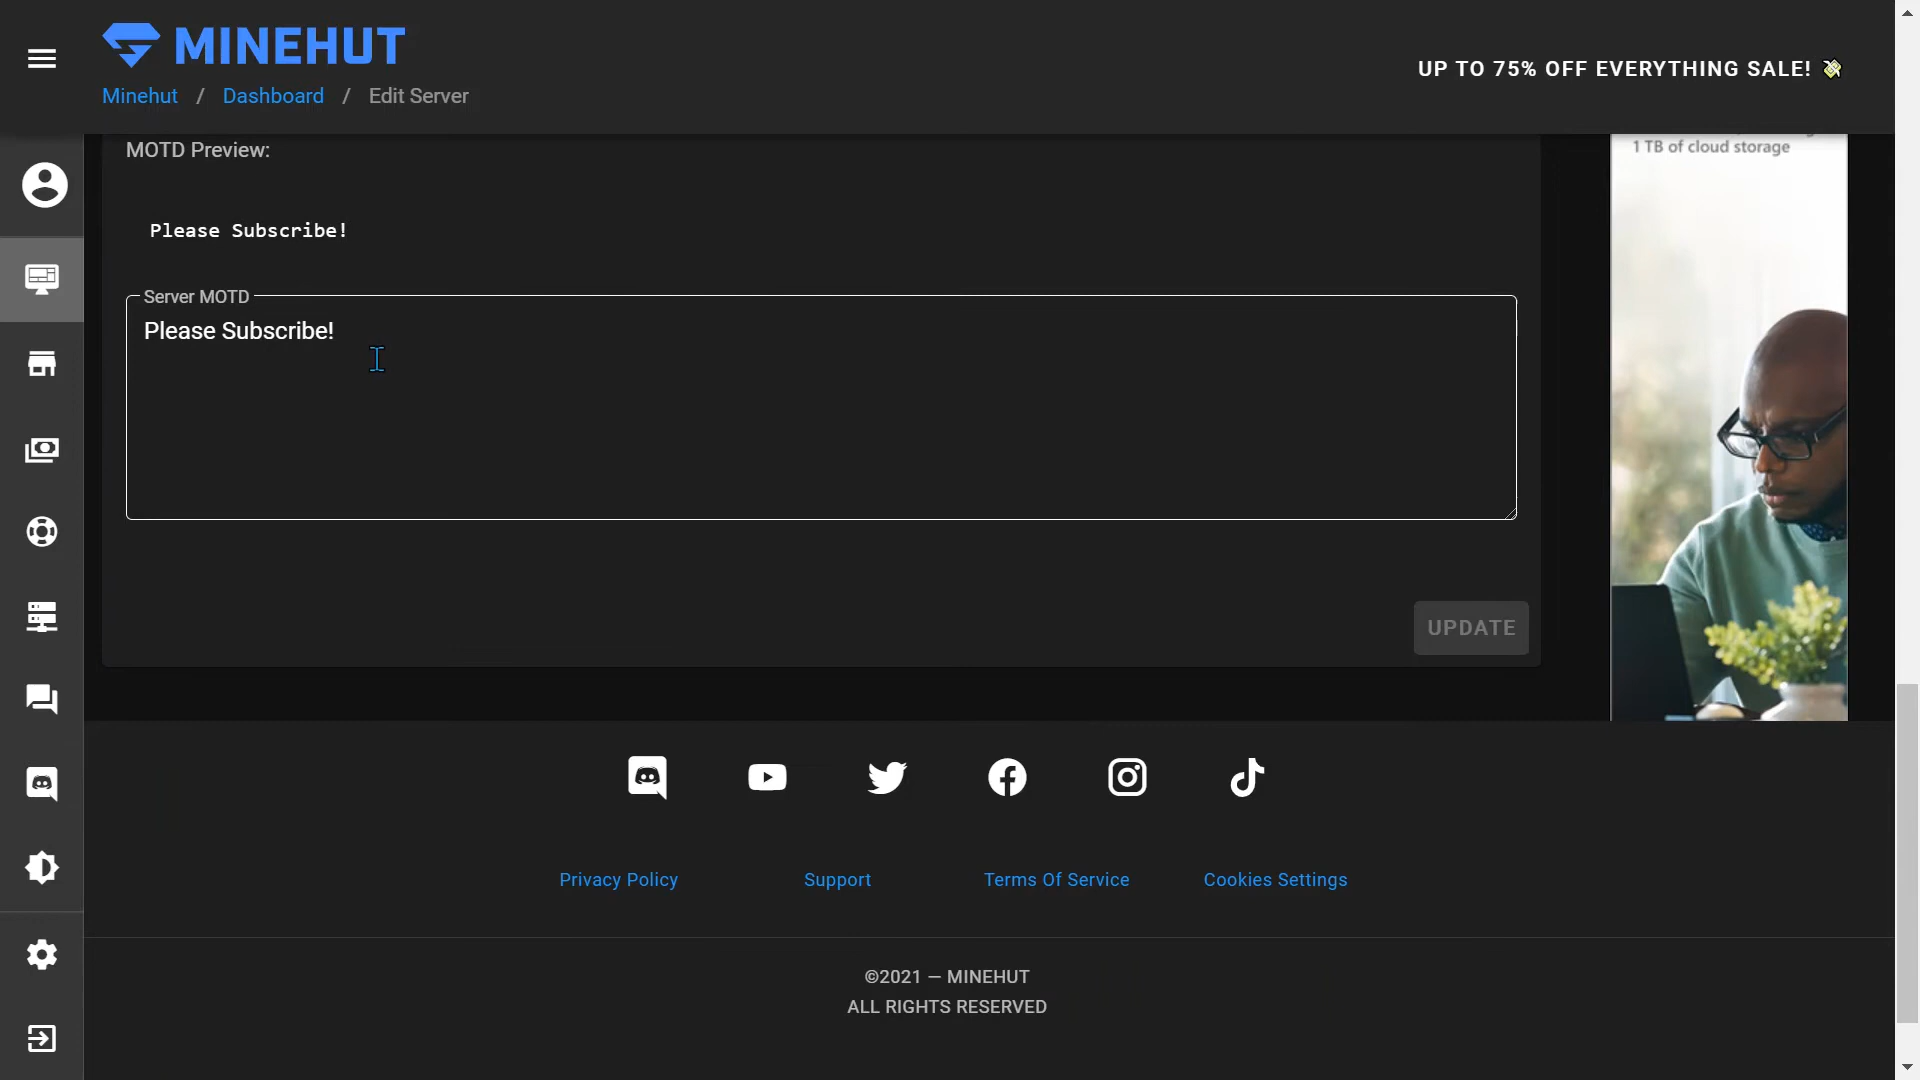 MINEHUT
UP TO 75% OFF EVERYTHING SALE!
Minehut / Dashboard / Edit Server
MOTD Preview:
1 TB of cloud storage
Please Subscribe!
Server MOTD
Please Subscribe!
UPDATE
Privacy Policy
Support
Terms Of Service
Cookies Settings
©2021 — MINEHUT
ALL RIGHTS RESERVED